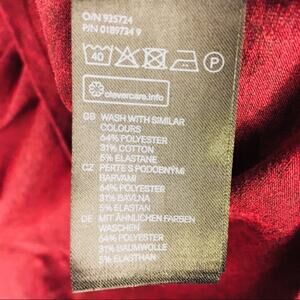 O/N 925724
P/N 0189724 9
40 P
clevercare.info
GB WASH WITH SIMILAR
COLOURS
64% POLYESTER
31% COTTON
5% ELASTANE
CZ PERTE S PODOBNÝMI
BARVAMI
64% POLYESTER
31% BAVLNA
5% ELASTAN
DE MIT ÄHNLICHEN FARBEN
WASCHEN
64% POLYESTER
31% BAUMWOLLE
5% ELASTHAN